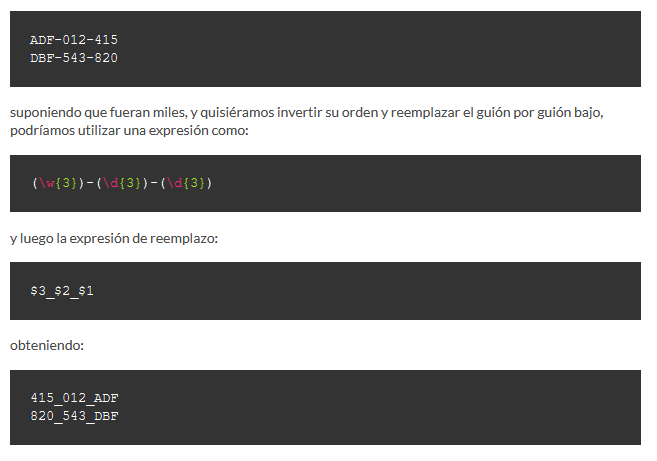 ADF-012-415
DBF-543-820
suponiendo que fueran miles, y quisiéramos invertir su orden y reemplazar el guión por guión bajo,
podríamos utilizar una expresión como:
(\w{3})-(\d{3})-(\d{3})
y luego la expresión de reemplazo:
$3_$2_$1
obteniendo:
415_012_ADF
820_543_DBF